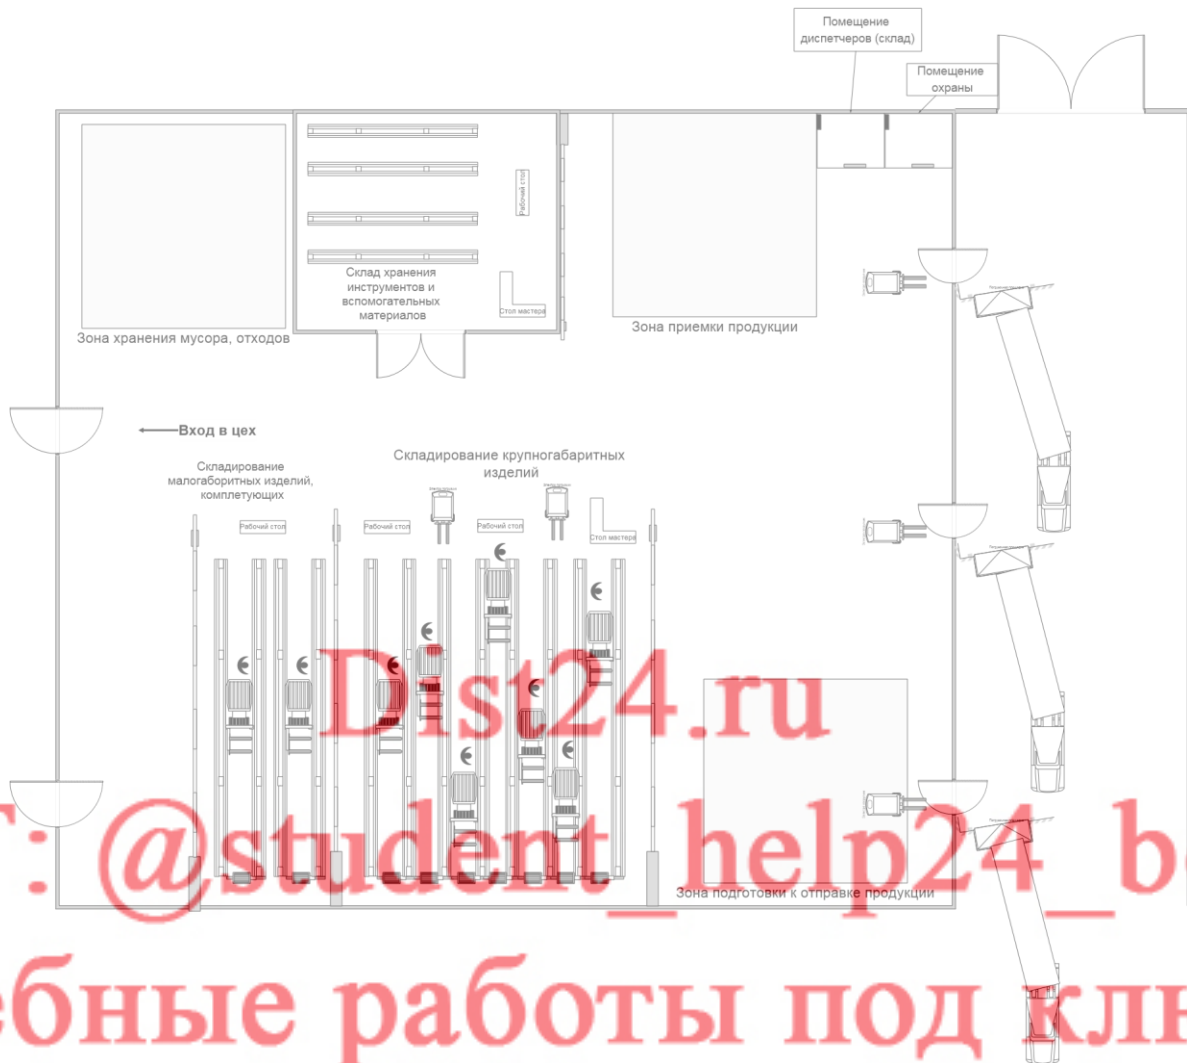 Помещение
диспетчеров (склад)
Помещение
охраны
Рабочий стол
Склад хранения
инструментов и
вспомогательных
материалов
Стол мастера
Зона хранения мусора, отходов
Зона приемки продукции
Вход в цех
Складирование
малогаборитных изделий,
комплетующих
Складирование крупногабаритных
изделий
Рабочий стол
Рабочий стол
Рабочий стол
Стол мастера
Dist24.ru
: @student_help24_b
Зона подготовки к отправке продукции
ебные работы под кл